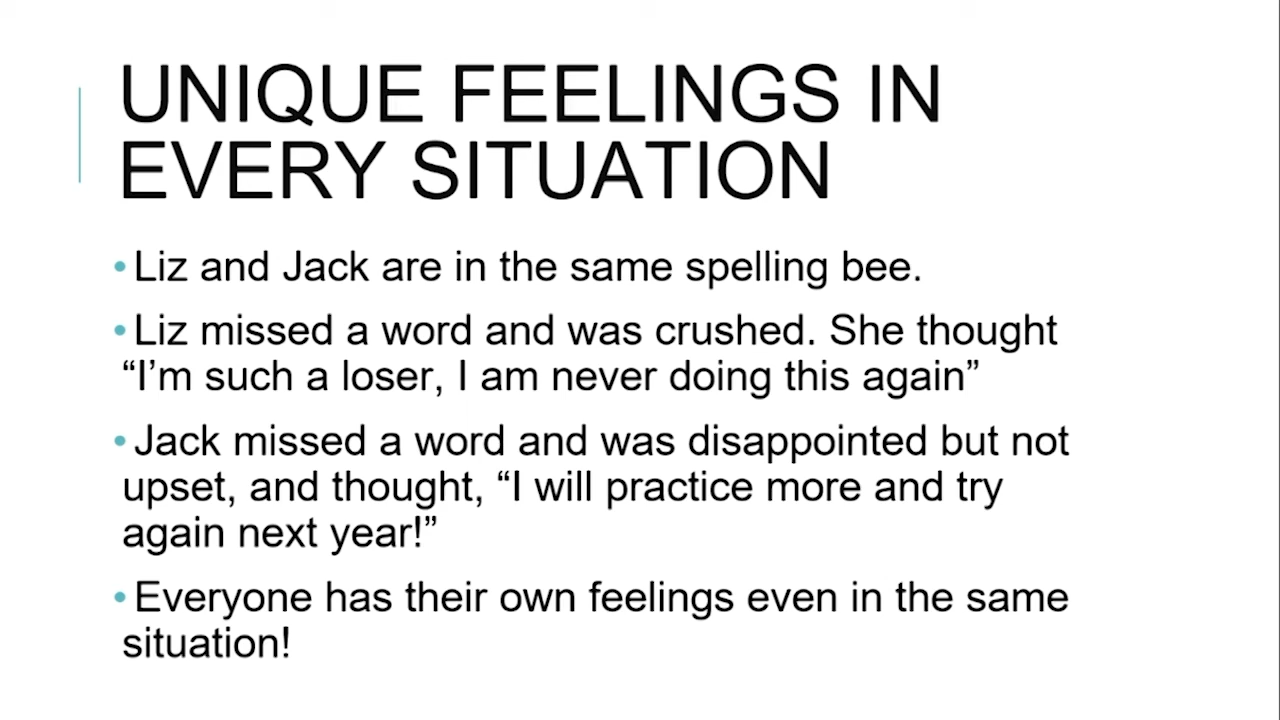 UNIQUE FEELINGS IN
EVERY SITUATION
• Liz and Jack are in the same spelling bee.
• Liz missed a word and was crushed. She thought
“I’m such a loser, I am never doing this again”
• Jack missed a word and was disappointed but not
upset, and thought, “I will practice more and try
again next year!”
• Everyone has their own feelings even in the same
situation!